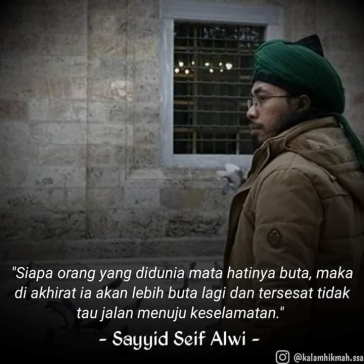 "Siapa orang yang didunia mata hatinya buta, maka
di akhirat ia akan lebih buta lagi dan tersesat tidak
tau jalan menuju keselamatan."
- Sayyid Seif Alwi -
@kalamhikmah.ssa